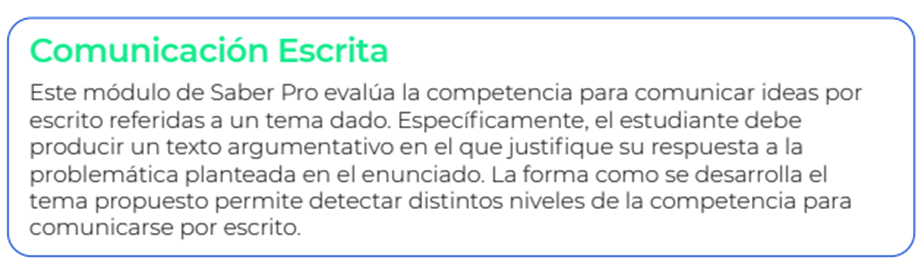 Comunicación Escrita
Este módulo de Saber Pro evalúa la competencia para comunicar ideas por
escrito referidas a un tema dado. Específicamente, el estudiante debe
producir un texto argumentativo en el que justifique su respuesta a la
problemática planteada en el enunciado. La forma como se desarrolla el
tema propuesto permite detectar distintos niveles de la competencia para
comunicarse por escrito.